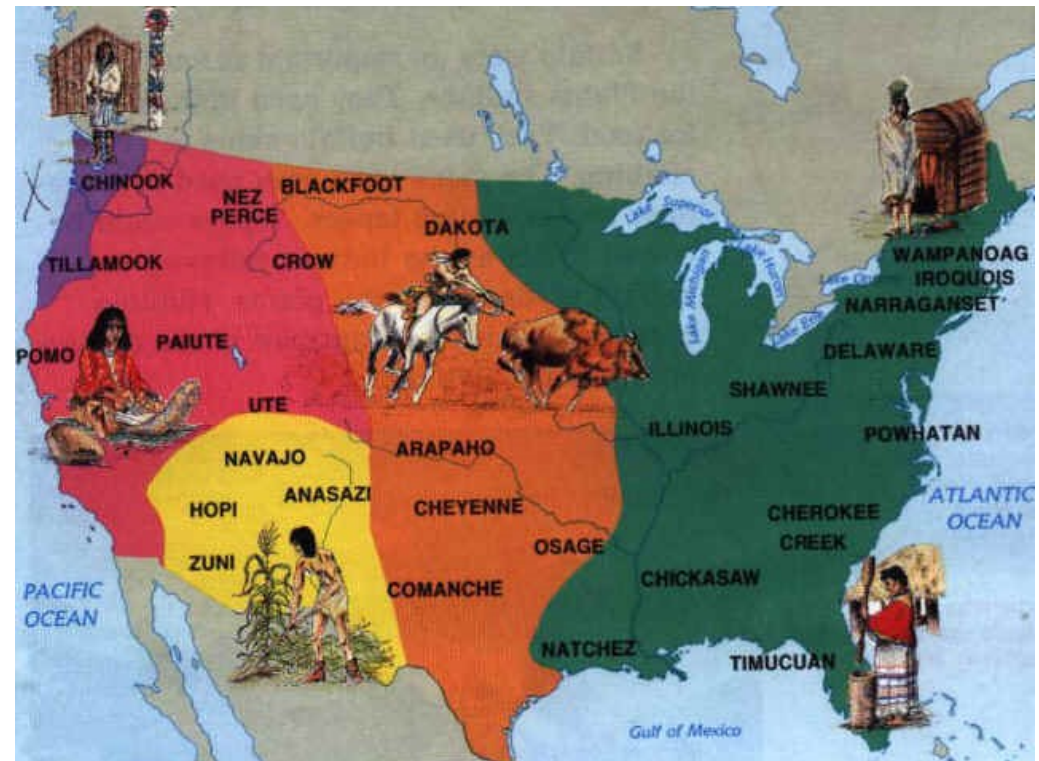 CHINOOK
NEZ
PERCE
BLACKFOOT
DAKOTA
Lake Superior
Lake Michigan
Lake Huron
Lake Erie
WAMPANOAG
IROQUOIS
NARRAGANSET
TILLAMOOK
CROW
POMO
PAIUTE
DELAWARE
SHAWNEE
UTE
ILLINOIS
POWHATAN
NAVAJO
ARAPAHO
ANASAZI
HOPI
CHEYENNE
ATLANTIC
OCEAN
CHEROKEE
CREEK
ZUNI
OSAGE
PACIFIC
OCEAN
COMANCHE
CHICKASAW
NATCHEZ
TIMUCUAN
Gulf of Mexico